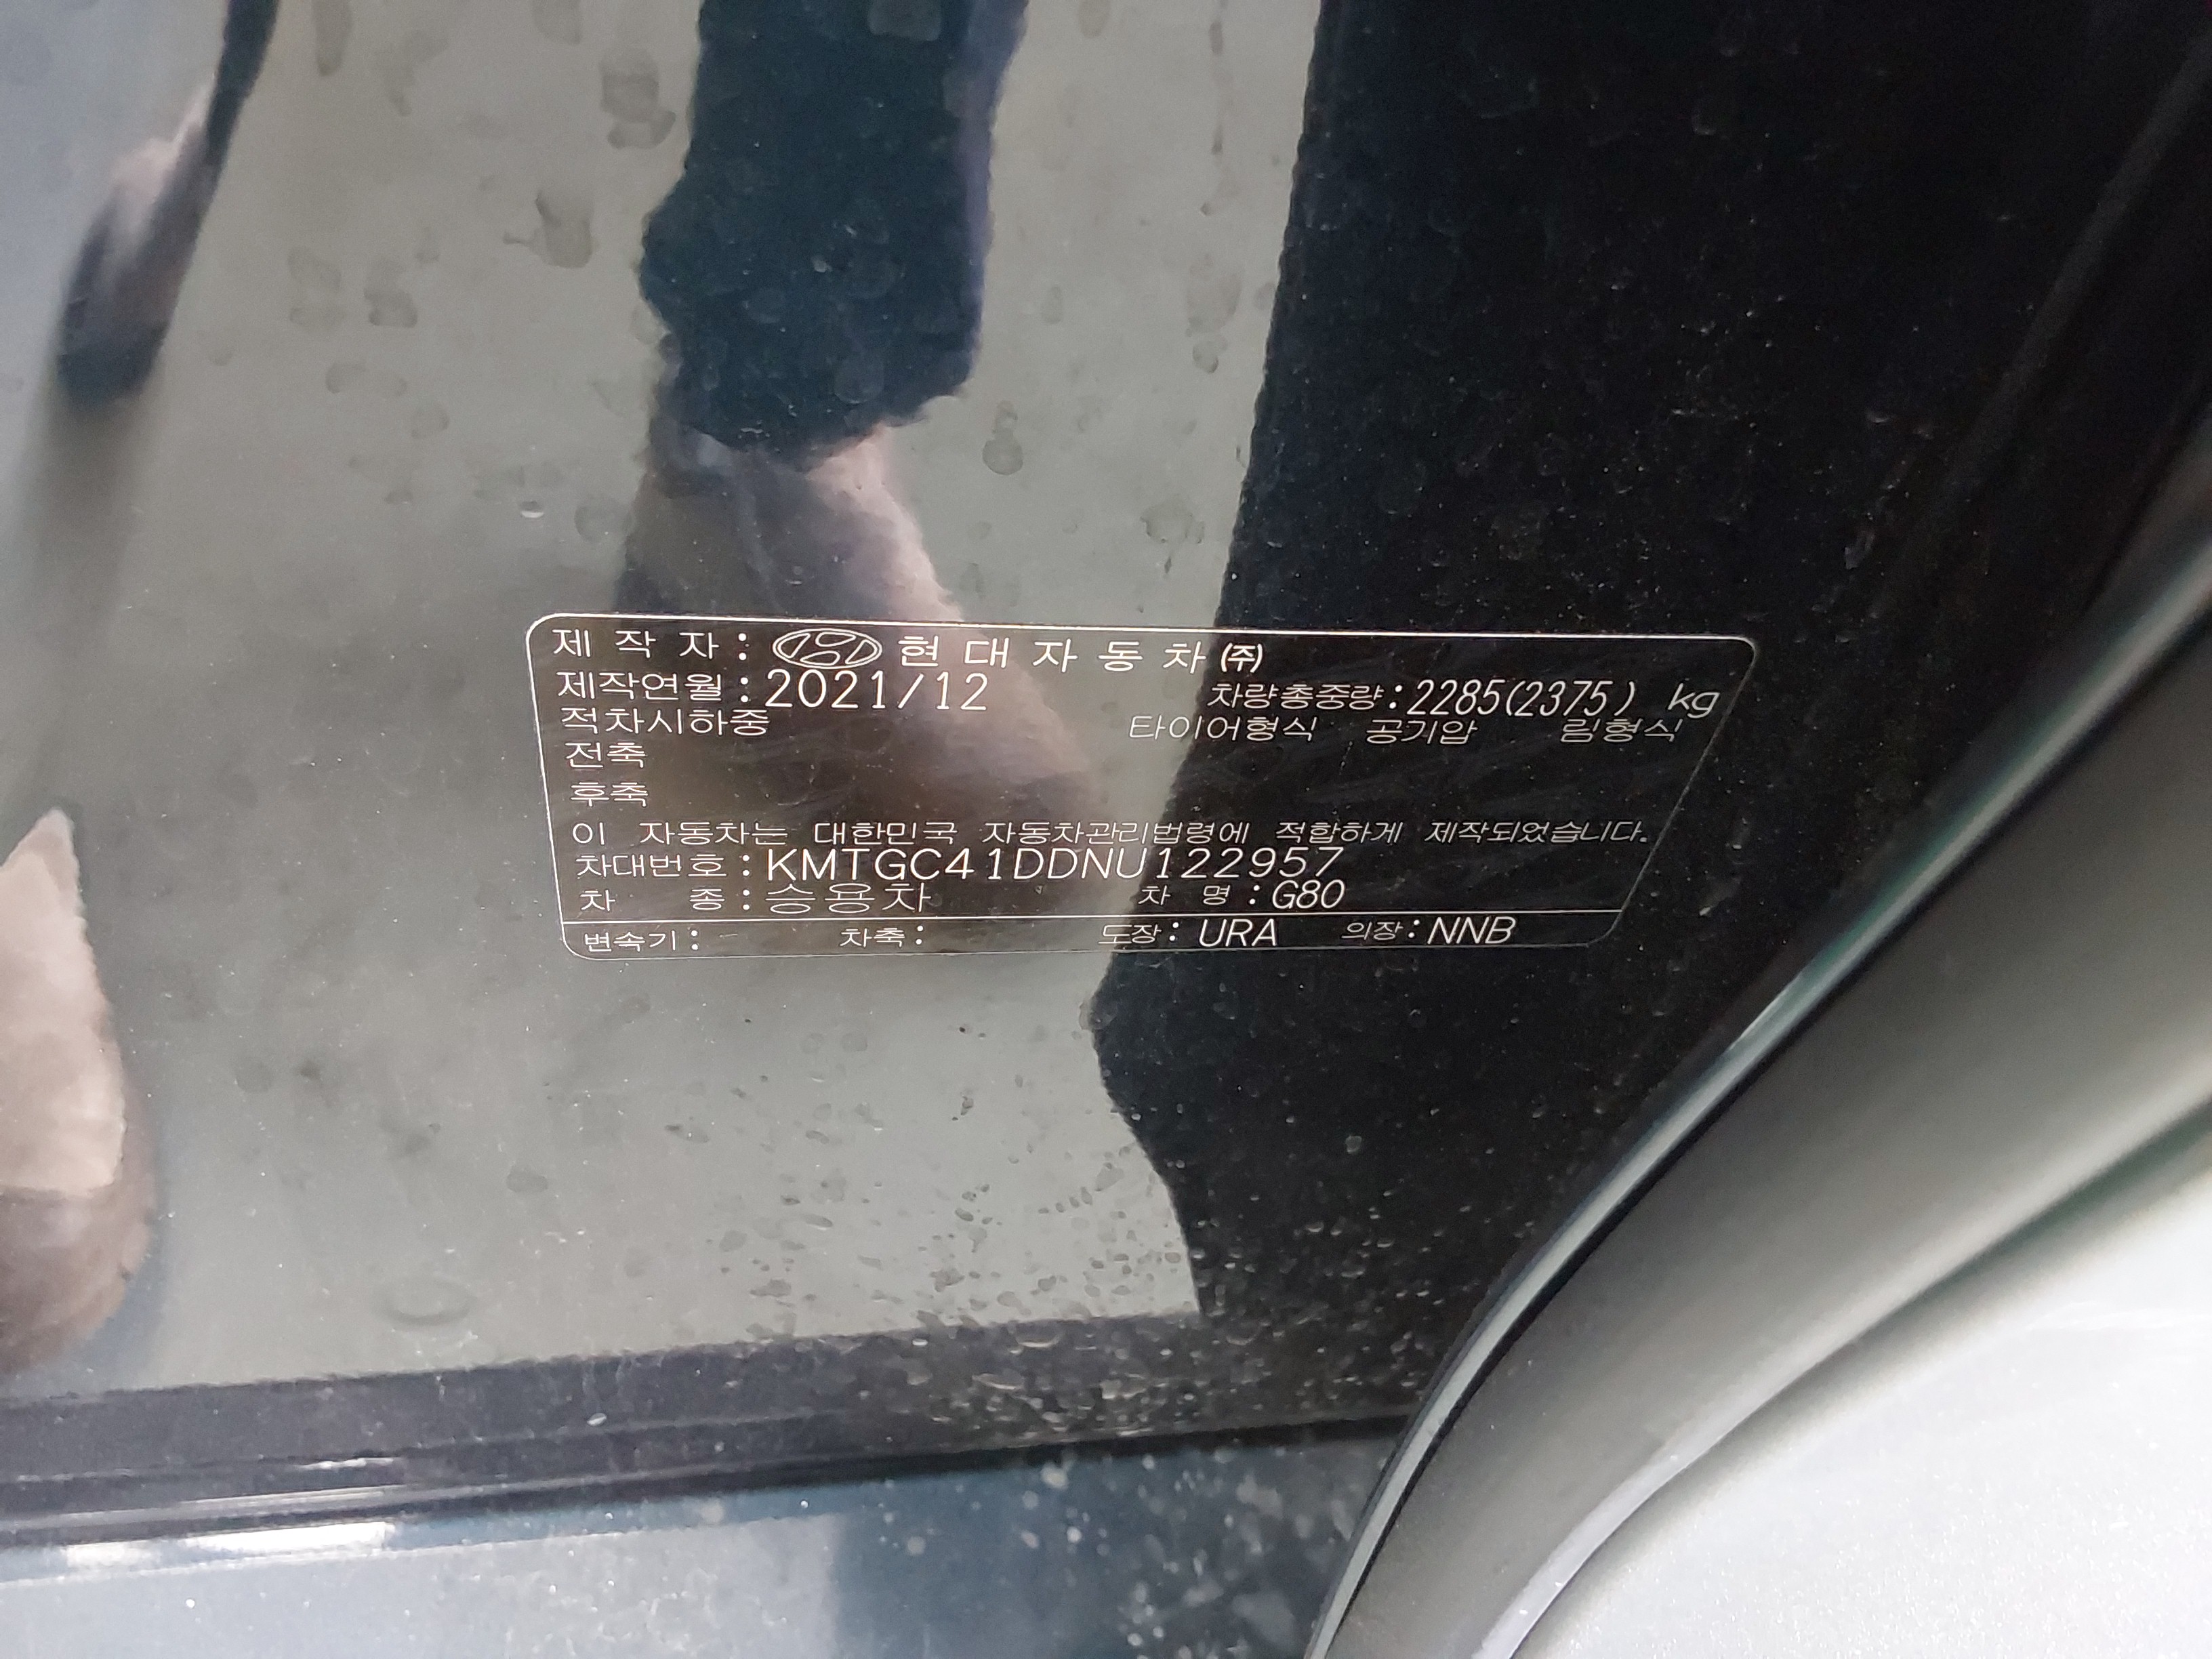 제 작 자 : 현 대 자 동 차 ㈜
제작연월 : 2021/12 차량총중량 : 2285(2375) kg
적차시하중 타이어형식 공기압 림형식
전축
후축
이 자동차는 대한민국 자동차관리법령에 적합하게 제작되었습니다.
차대번호 : KMTGC41DDNU122957
차 종 : 승용차 차 명 : G80
변속기 : 차축 : 도장 : URA 의장 : NNB